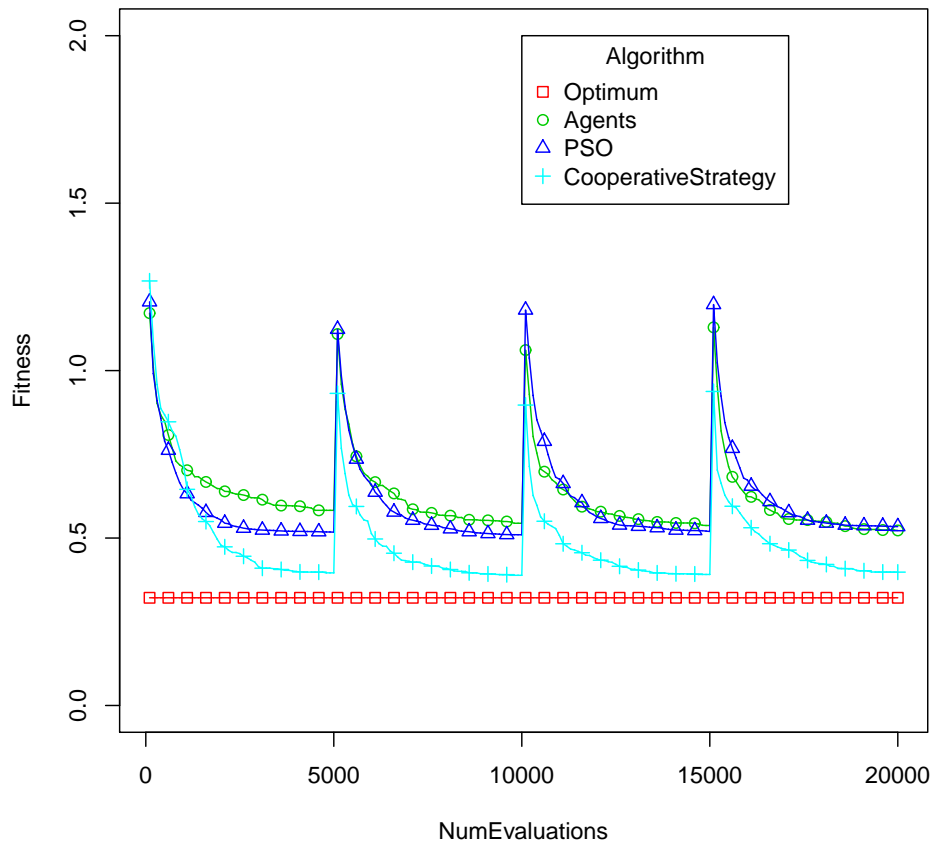 Algorithm
Optimum
Agents
PSO
CooperativeStrategy
Fitness
2.0
1.5
1.0
0.5
0.0
0
5000
10000
15000
20000
NumEvaluations